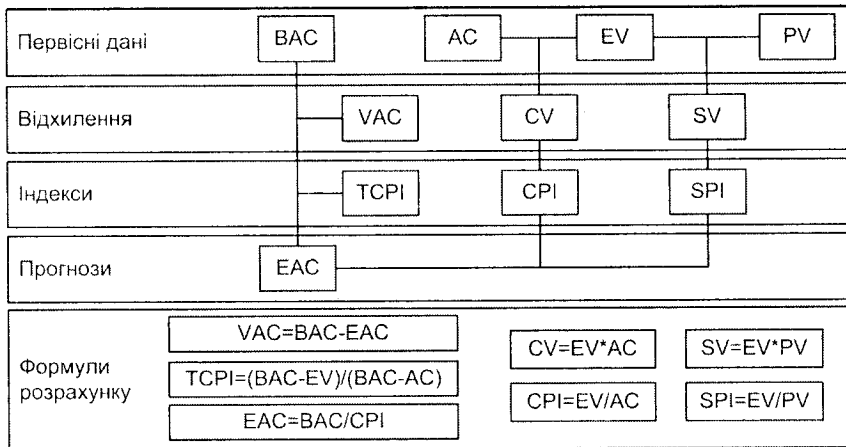 Первісні дані
BAC
AC
EV
PV
Відхилення
VAC
CV
SV
Індекси
TCPI
CPI
SPI
Прогнози
EAC
Формули
розрахунку
VAC=BAC-EAC
TCPI=(BAC-EV)/(BAC-AC)
EAC=BAC/CPI
CV=EV*AC
SV=EV*PV
CPI=EV/AC
SPI=EV/PV